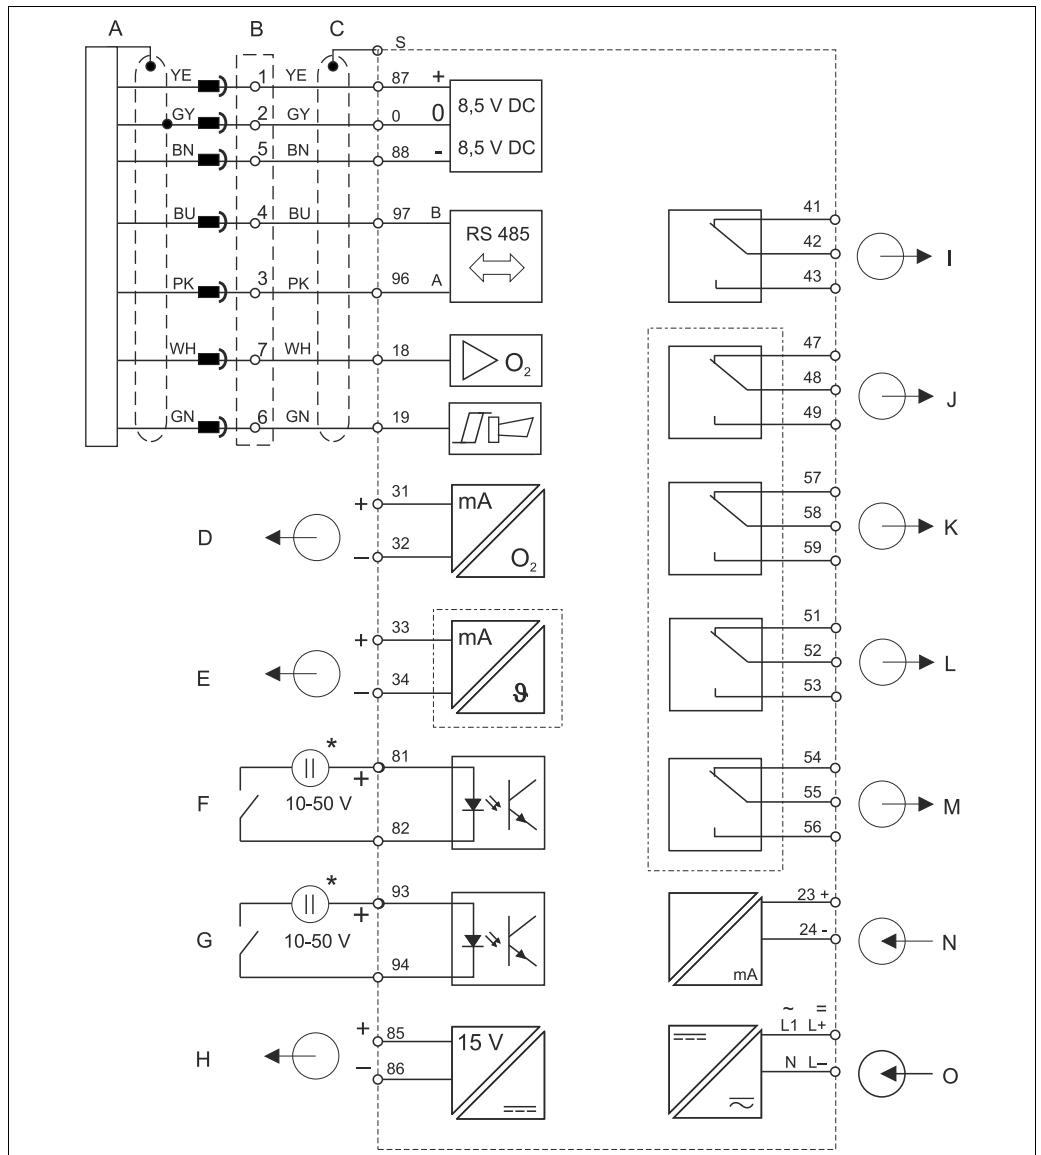 A B C S
YE 1 YE 87 + 8,5 V DC
GY 2 GY 0 0
BN 5 BN 88 - 8,5 V DC
BU 4 BU 97 B RS 485
PK 3 PK 96 A
WH 7 WH 18 O2
GN 6 GN 19
D + 31 mA
– 32 O2
E + 33 mA
– 34 ϑ
F * + 81
10-50 V
82
G * + 93
10-50 V
94
H + 85 15 V
– 86
41
42 I
43
47
48 J
49
57
58 K
59
51
52 L
53
54
55 M
56
23 +
24 - N
mA
~ =
L1 L+
N L– O